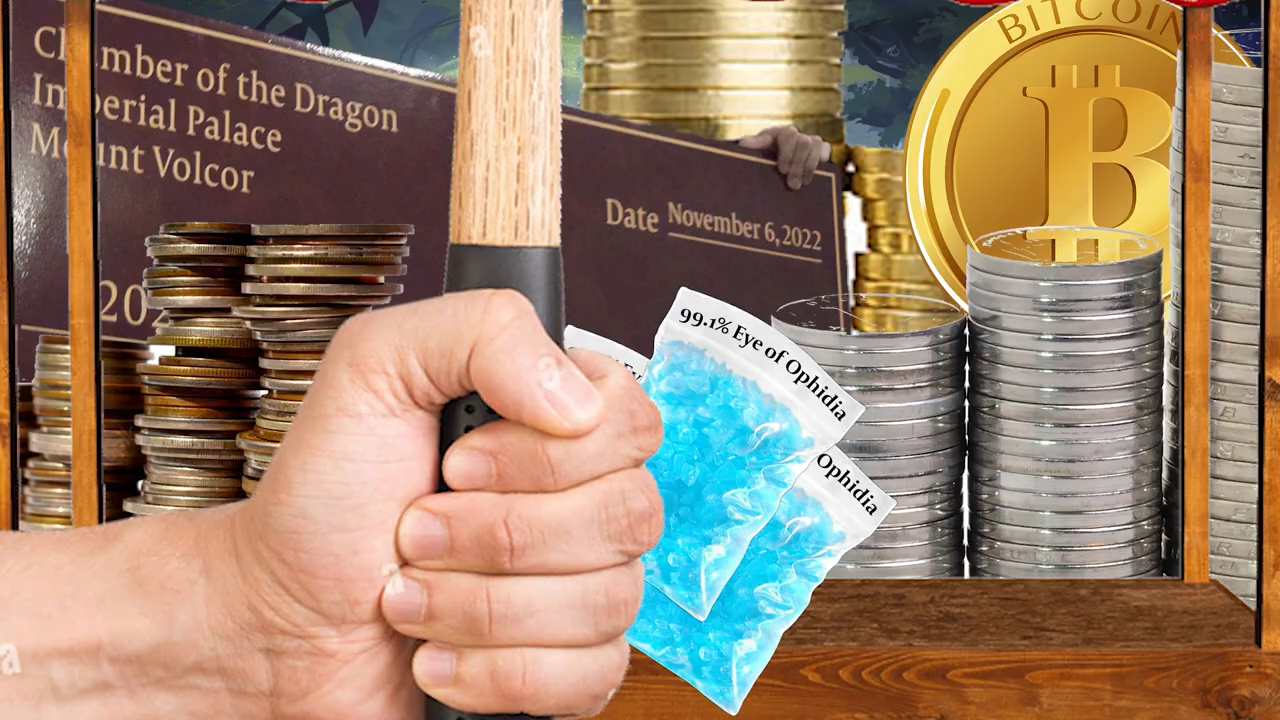 BITCOIN
Chamber of the Dragon
Imperial Palace
Mount Volcor
Date November 6, 2022
202
99.1% Eye of Ophidia
Ophidia